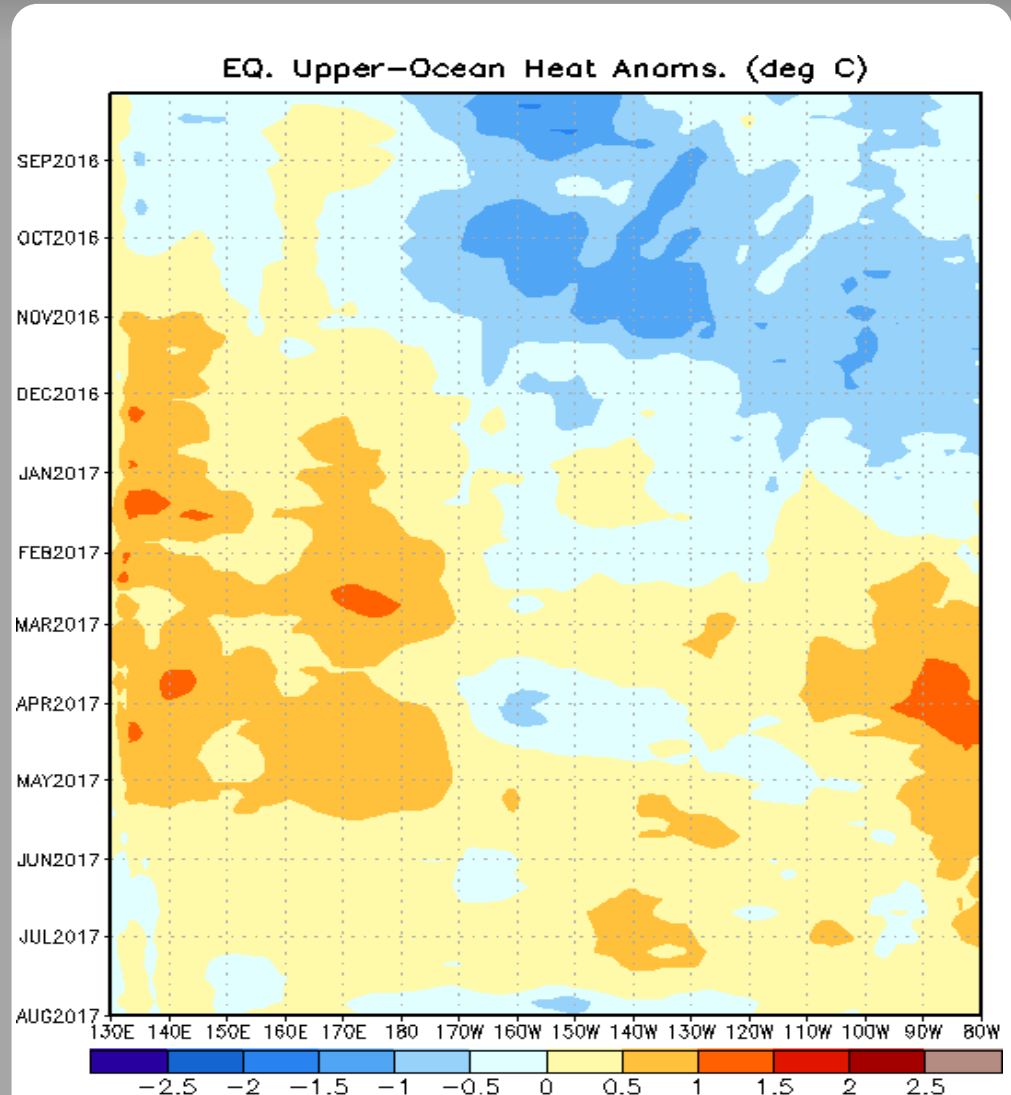 EQ. Upper-Ocean Heat Anoms. (deg C)
SEP2016
OCT2016
NOV2016
DEC2016
JAN2017
FEB2017
MAR2017
APR2017
MAY2017
JUN2017
JUL2017
AUG2017
130E 140E 150E 160E 170E 180 170W 160W 150W 140W 130W 120W 110W 100W 90W 80W
-2.5 -2 -1.5 -1 -0.5 0 0.5 1 1.5 2 2.5